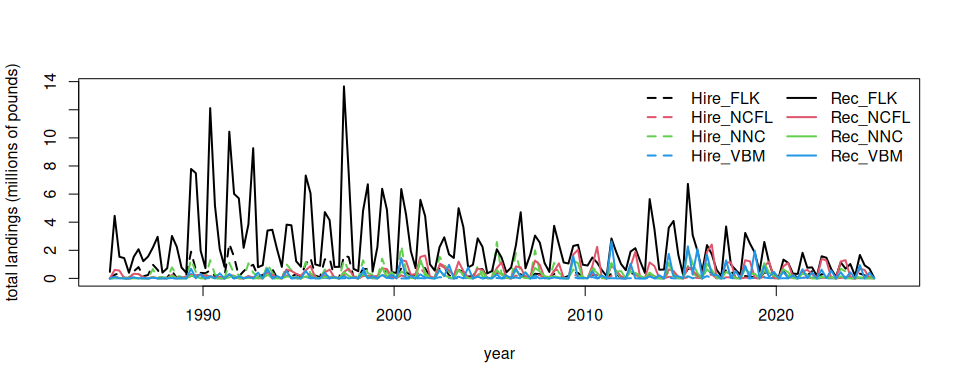 total landings (millions of pounds)
14
10
8
6
4
2
0
Hire_FLK Rec_FLK
Hire_NCFL Rec_NCFL
Hire_NNC Rec_NNC
Hire_VBM Rec_VBM
1990 2000 2010 2020
year